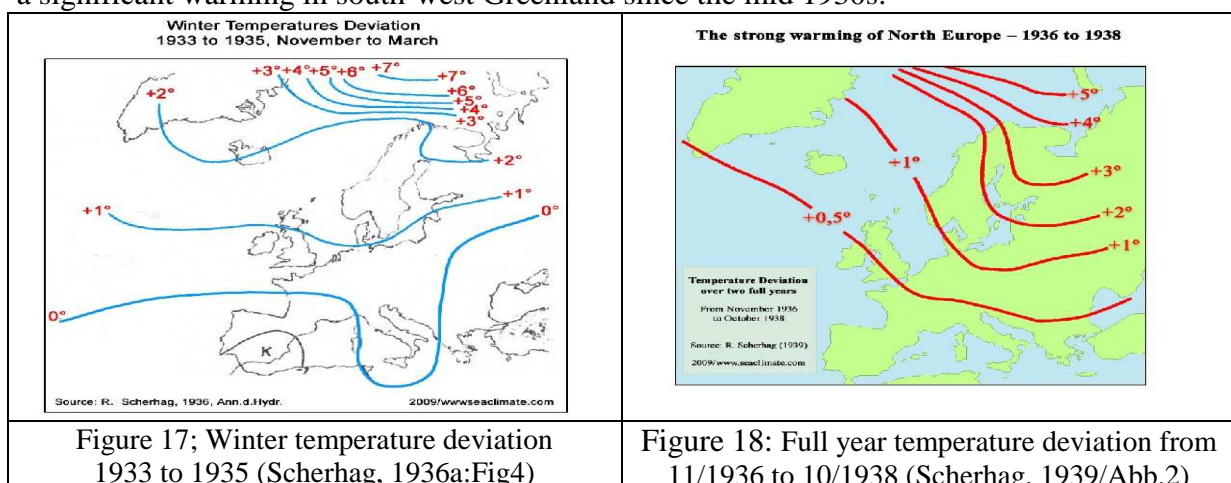 a significant warming in south west Greenland since the mid 1930s.
Winter Temperatures Deviation
1933 to 1935, November to March
+3° +4° +5° +6° +7°
+7°
+6°
+5°
+4°
+3°
+2°
+2°
+1°
+1°
0°
0°
K
Source: R. Scherhag, 1936, Ann.d.Hydr.
2009/wwwseaclimate.com
The strong warming of North Europe – 1936 to 1938
+5°
+4°
+3°
+1°
+2°
+0,5°
+1°
Temperature Deviation
over two full years
From November 1936
to October 1938
Source: R. Scherhag (1939)
2009/www.seaclimate.com
Figure 17; Winter temperature deviation
1933 to 1935 (Scherhag, 1936a:Fig4)
Figure 18: Full year temperature deviation from
11/1936 to 10/1938 (Scherhag, 1939/Abb.2)